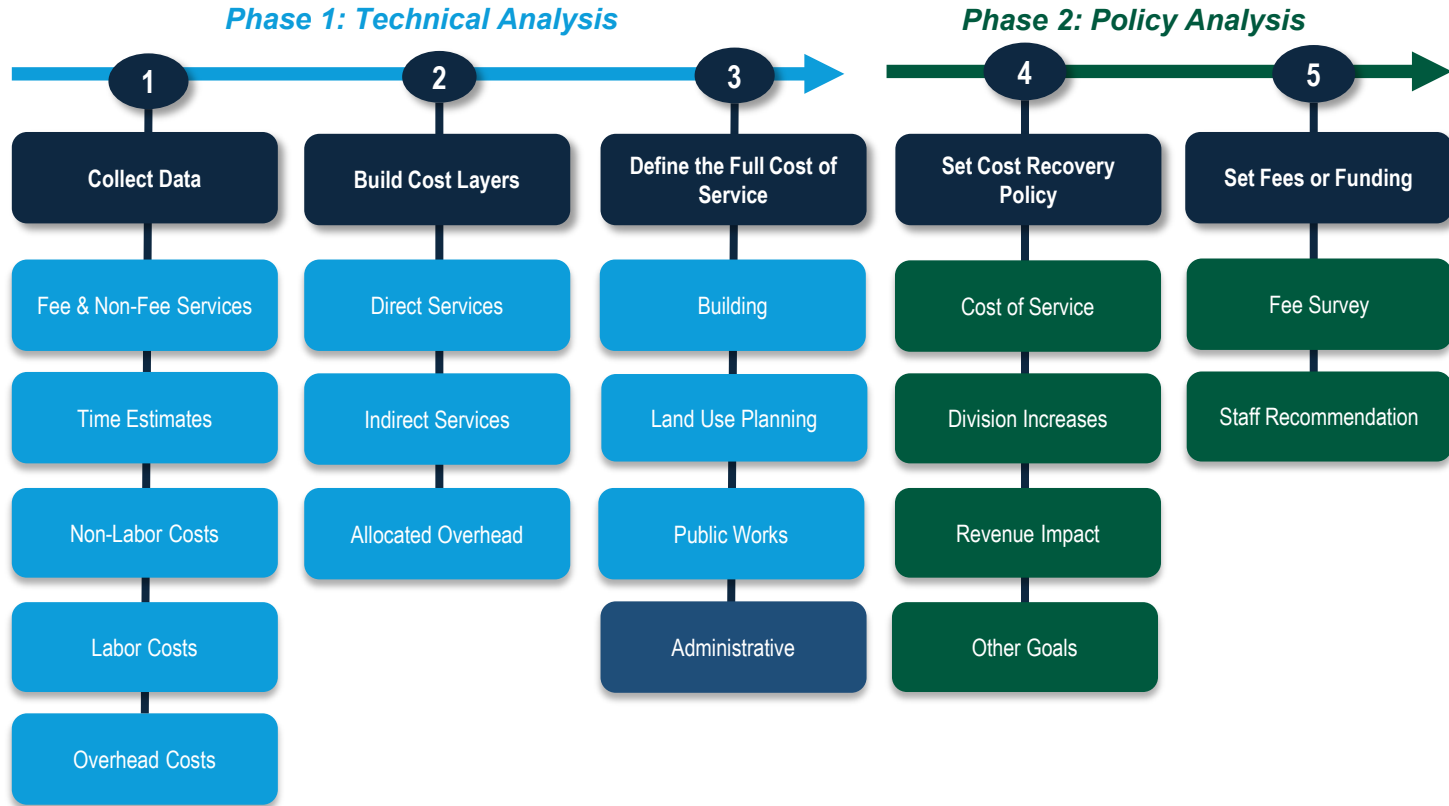 Phase 1: Technical Analysis
Phase 2: Policy Analysis
1
2
3
4
5
Collect Data
Build Cost Layers
Define the Full Cost of
Service
Set Cost Recovery
Policy
Set Fees or Funding
Fee & Non-Fee Services
Direct Services
Building
Cost of Service
Fee Survey
Time Estimates
Indirect Services
Land Use Planning
Division Increases
Staff Recommendation
Non-Labor Costs
Allocated Overhead
Public Works
Revenue Impact
Labor Costs
Administrative
Other Goals
Overhead Costs